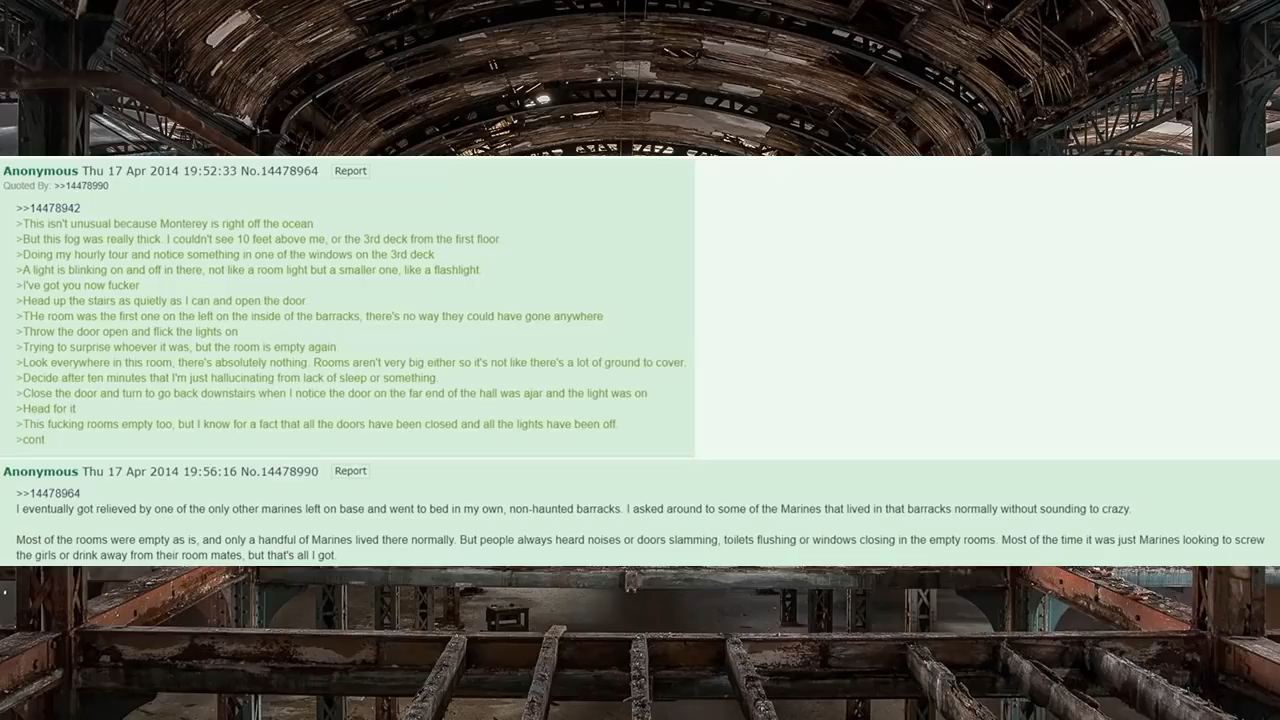 Anonymous Thu 17 Apr 2014 19:52:33 No.14478964 Report
Quoted By: >>14478990
>>14478942
>This isn't unusual because Monterey is right off the ocean
>But this fog was really thick. I couldn't see 10 feet above me, or the 3rd deck from the first floor.
>Doing my hourly tour and notice something in one of the windows on the 3rd deck
>A light is blinking on and off in there, not like a room light but a smaller one, like a flashlight.
>I've got you now fucker
>Head up the stairs as quietly as I can and open the door.
>THe room was the first one on the left on the inside of the barracks, there's no way they could have gone anywhere
>Throw the door open and flick the lights on
>Trying to surprise whoever it was, but the room is empty again
>Look everywhere in this room, there's absolutely nothing. Rooms aren't very big either so it's not like there's a lot of ground to cover.
>Decide after ten minutes that I'm just hallucinating from lack of sleep or something.
>Close the door and turn to go back downstairs when I notice the door on the far end of the hall was ajar and the light was on
>Head for it
>This fucking rooms empty too, but I know for a fact that all the doors have been closed and all the lights have been off.
>cont
Anonymous Thu 17 Apr 2014 19:56:16 No.14478990 Report
>>14478964
I eventually got relieved by one of the only other marines left on base and went to bed in my own, non-haunted barracks. I asked around to some of the Marines that lived in that barracks normally without sounding to crazy.
Most of the rooms were empty as is, and only a handful of Marines lived there normally. But people always heard noises or doors slamming, toilets flushing or windows closing in the empty rooms. Most of the time it was just Marines looking to screw
the girls or drink away from their room mates, but that's all I got.